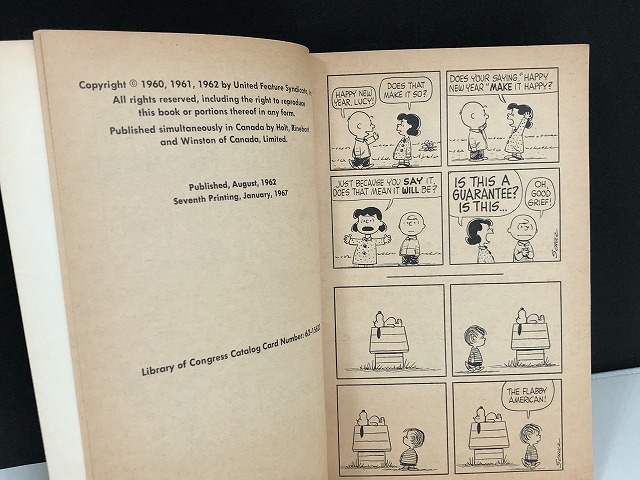 Copyright © 1960, 1961, 1962 by United Feature Syndicate,
All rights reserved, including the right to reproduce
this book or portions thereof in any form.
Published simultaneously in Canada by Holt, Rinehart
and Winston of Canada, Limited.
Published, August, 1962
Seventh Printing, January, 1967
Library of Congress Catalog Card Number:
HAPPY NEW
YEAR, LUCY!
DOES THAT
MAKE IT SO?
DOES YOUR SAYING, "HAPPY
NEW YEAR" MAKE IT HAPPY?
JUST BECAUSE YOU SAY IT,
DOES THAT MEAN IT WILL BE?
IS THIS A
GUARANTEE?
IS THIS...
OH,
GOOD
GRIEF!
SCHULZ
THE FLABBY
AMERICAN!
SCHULZ